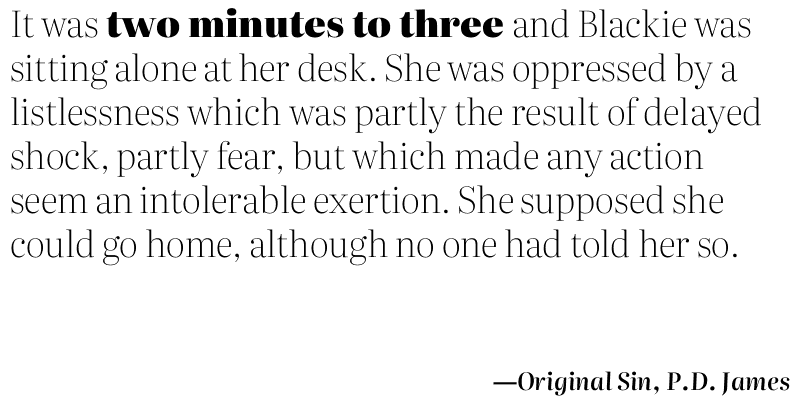 It was two minutes to three and Blackie was
sitting alone at her desk. She was oppressed by a
listlessness which was partly the result of delayed
shock, partly fear, but which made any action
seem an intolerable exertion. She supposed she
could go home, although no one had told her so.
—Original Sin, P.D. James